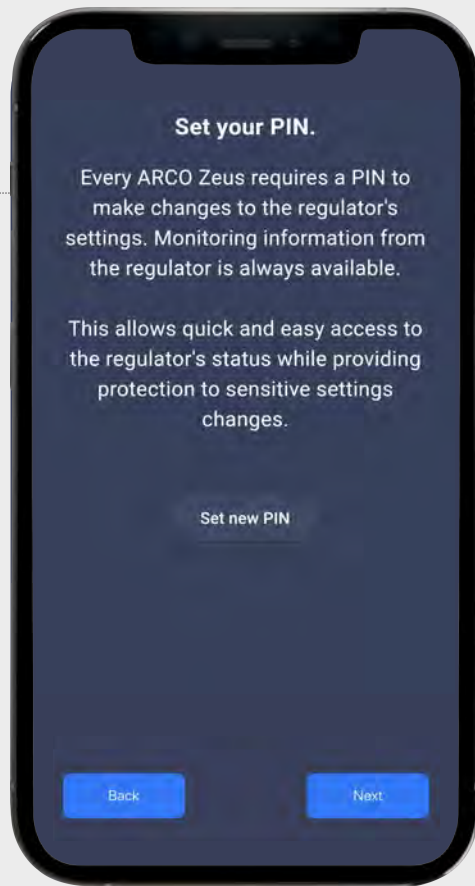 Set your PIN.
Every ARCO Zeus requires a PIN to
make changes to the regulator's
settings. Monitoring information from
the regulator is always available.
This allows quick and easy access to
the regulator's status while providing
protection to sensitive settings
changes.
Set new PIN
Back
Next